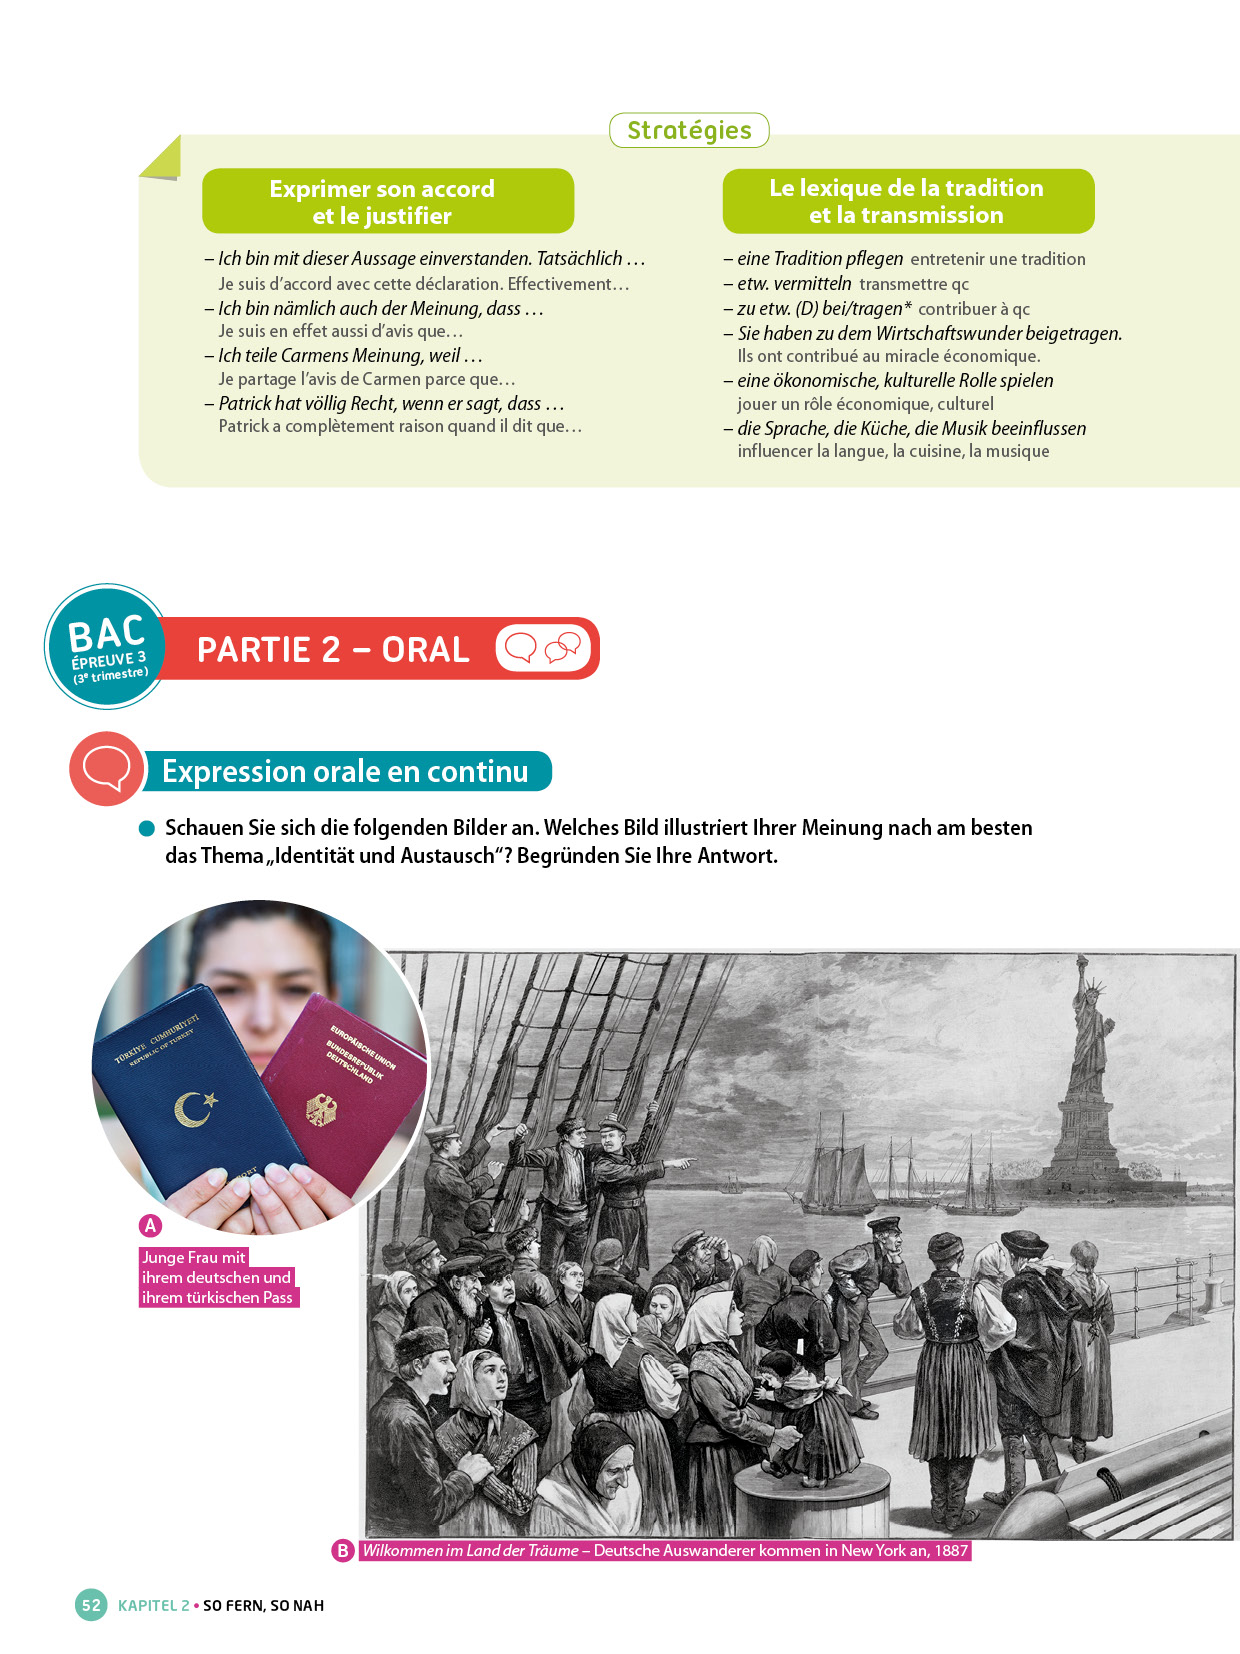 Stratégies
Exprimer son accord
et le justifier
– Ich bin mit dieser Aussage einverstanden. Tatsächlich …
Je suis d’accord avec cette déclaration. Effectivement…
– Ich bin nämlich auch der Meinung, dass …
Je suis en effet aussi d’avis que…
– Ich teile Carmens Meinung, weil …
Je partage l’avis de Carmen parce que…
– Patrick hat völlig Recht, wenn er sagt, dass …
Patrick a complètement raison quand il dit que…
Le lexique de la tradition
et la transmission
– eine Tradition pflegen entretenir une tradition
– etw. vermitteln transmettre qc
– zu etw. (D) bei/tragen* contribuer à qc
– Sie haben zu dem Wirtschaftswunder beigetragen.
Ils ont contribué au miracle économique.
– eine ökonomische, kulturelle Rolle spielen
jouer un rôle économique, culturel
– die Sprache, die Küche, die Musik beeinflussen
influencer la langue, la cuisine, la musique
BAC
ÉPREUVE 3
(3e trimestre)
PARTIE 2 – ORAL
Expression orale en continu
Schauen Sie sich die folgenden Bilder an. Welches Bild illustriert Ihrer Meinung nach am besten
das Thema „Identität und Austausch“? Begründen Sie Ihre Antwort.
TÜRKİYE CUMHURİYETİ
REPUBLIC OF TURKEY
EUROPÄISCHE UNION
BUNDESREPUBLIK
DEUTSCHLAND
A
Junge Frau mit
ihrem deutschen und
ihrem türkischen Pass
B Wilkommen im Land der Träume – Deutsche Auswanderer kommen in New York an, 1887
52 KAPITEL 2 • SO FERN, SO NAH